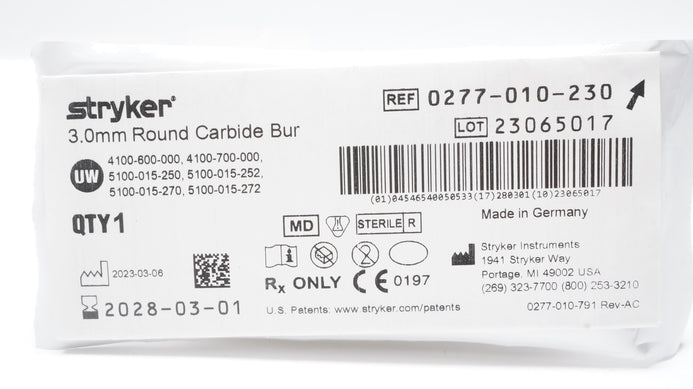 stryker®
REF 0277-010-230
3.0mm Round Carbide Bur
LOT 23065017
UW
4100-600-000, 4100-700-000,
5100-015-250, 5100-015-252,
5100-015-270, 5100-015-272
(01)04546540050533(17)280301(10)23065017
QTY 1
MD
STERILE R
Made in Germany
2023-03-06
2028-03-01
i
2
Rx ONLY CE 0197
U.S. Patents: www.stryker.com/patents
Stryker Instruments
1941 Stryker Way
Portage, MI 49002 USA
(269) 323-7700 (800) 253-3210
0277-010-791 Rev-AC